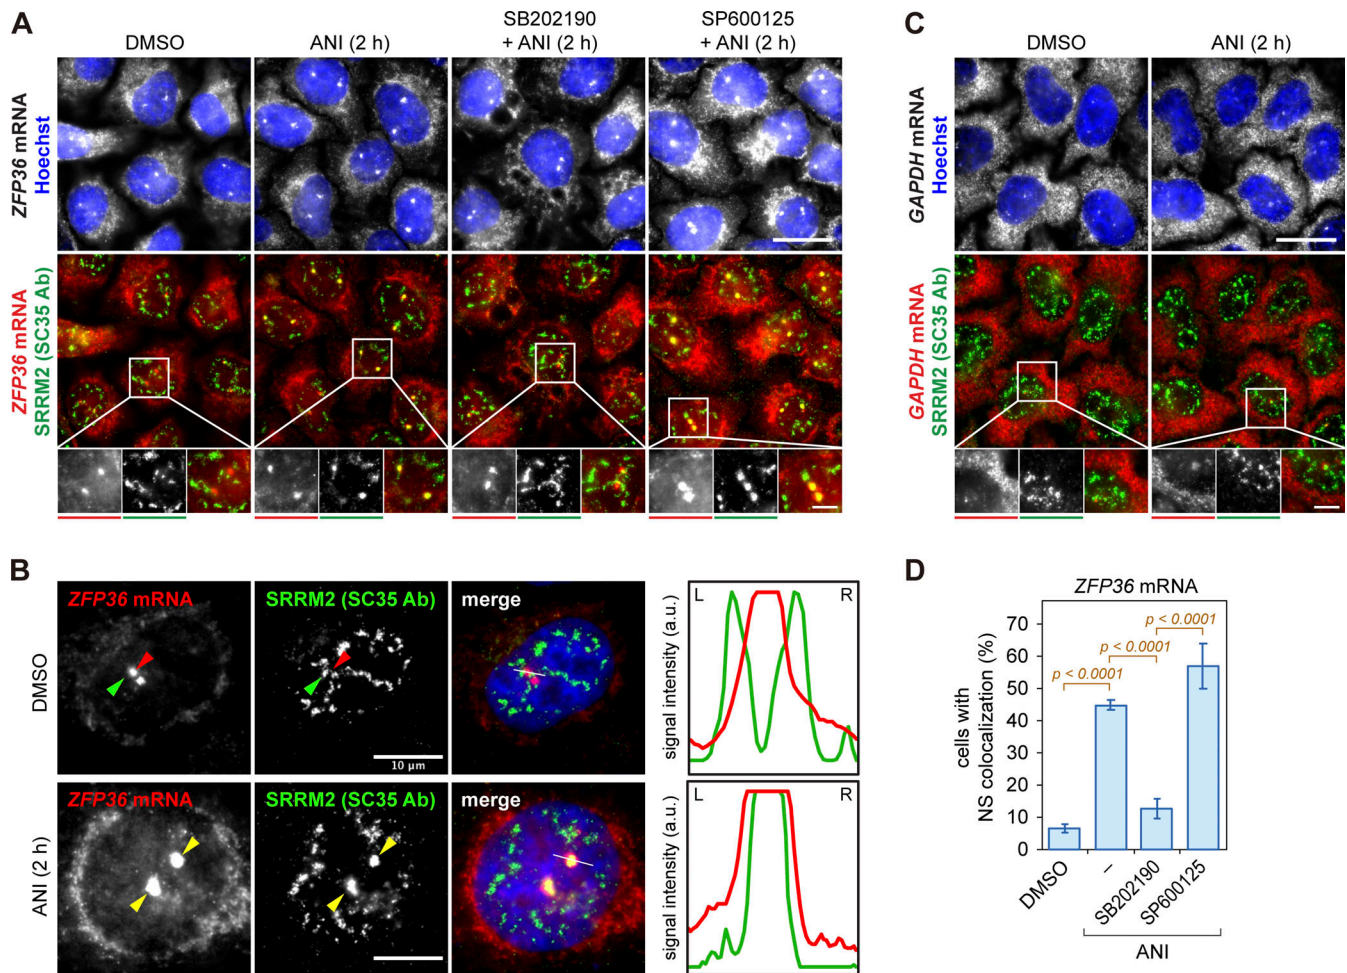 A
DMSO
ANI (2 h)
SB202190
+ ANI (2 h)
SP600125
+ ANI (2 h)
ZFP36 mRNA
Hoechst
ZFP36 mRNA
SRRM2 (SC35 Ab)
C
DMSO
ANI (2 h)
GAPDH mRNA
Hoechst
GAPDH mRNA
SRRM2 (SC35 Ab)
B
DMSO
ZFP36 mRNA
SRRM2 (SC35 Ab)
10 µm
merge
signal intensity (a.u.)
L
R
ANI (2 h)
ZFP36 mRNA
SRRM2 (SC35 Ab)
merge
signal intensity (a.u.)
L
R
D
ZFP36 mRNA
cells with
NS colocalization (%)
70
60
50
40
30
20
10
0
p < 0.0001
p < 0.0001
p < 0.0001
DMSO
–
SB202190
SP600125
ANI